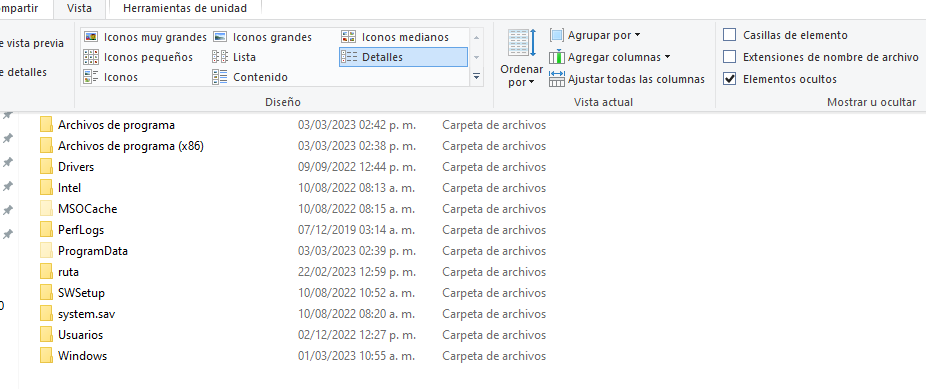 ompartir Vista Herramientas de unidad
e vista previa
e detalles
Iconos muy grandes Iconos grandes Iconos medianos
Iconos pequeños Lista Detalles
Iconos Contenido
Diseño
Ordenar por
Agrupar por
Agregar columnas
Ajustar todas las columnas
Vista actual
Casillas de elemento
Extensiones de nombre de archivo
Elementos ocultos
Mostrar u ocultar
Archivos de programa 03/03/2023 02:42 p. m. Carpeta de archivos
Archivos de programa (x86) 03/03/2023 02:38 p. m. Carpeta de archivos
Drivers 09/09/2022 12:44 p. m. Carpeta de archivos
Intel 10/08/2022 08:13 a. m. Carpeta de archivos
MSOCache 10/08/2022 08:15 a. m. Carpeta de archivos
PerfLogs 07/12/2019 03:14 a. m. Carpeta de archivos
ProgramData 03/03/2023 02:39 p. m. Carpeta de archivos
ruta 22/02/2023 12:59 p. m. Carpeta de archivos
SWSetup 10/08/2022 10:52 a. m. Carpeta de archivos
system.sav 10/08/2022 08:20 a. m. Carpeta de archivos
Usuarios 02/12/2022 12:27 p. m. Carpeta de archivos
Windows 01/03/2023 10:55 a. m. Carpeta de archivos